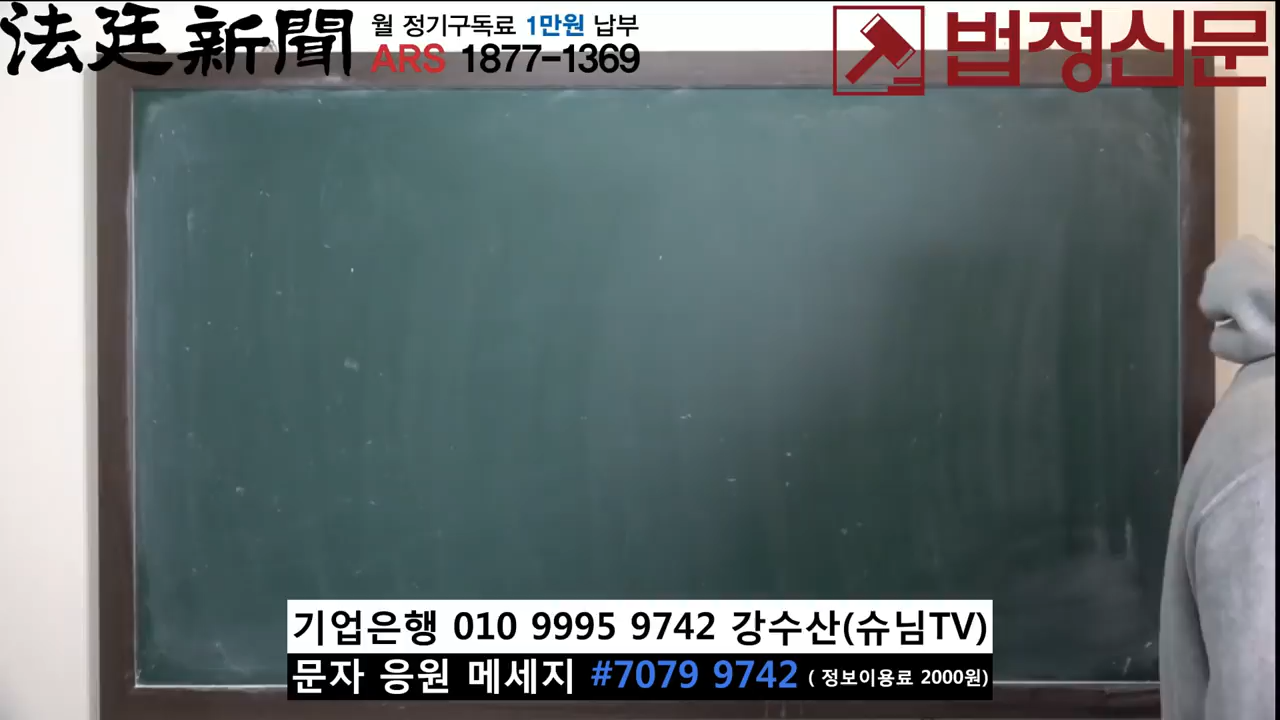 法廷新聞
월 정기구독료 1만원 납부
ARS 1877-1369
법정신문
기업은행 010 9995 9742 강수산(슈님TV)
문자 응원 메세지 #7079 9742 ( 정보이용료 2000원)